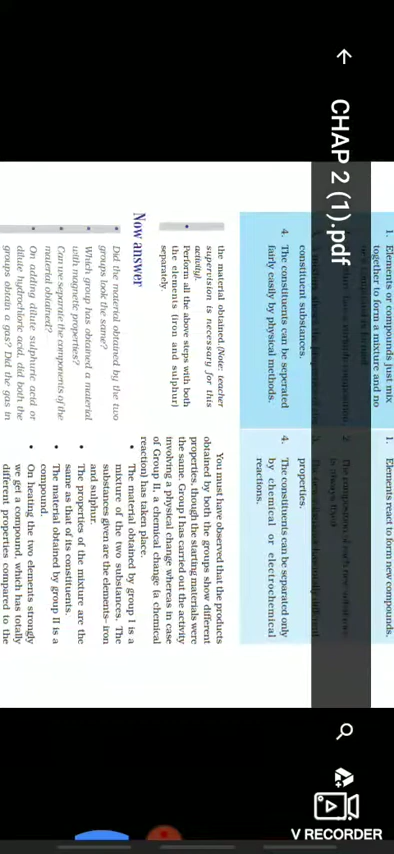 CHAP 2 (1).pdf
1. Elements or compounds just mix
together to form a mixture and no
constituent substances.
4. The constituents can be seperated
fairly easily by physical methods.
1. Elements react to form new compounds.
2.
3.
properties.
4. The constituents can be separated only
by chemical or electrochemical
reactions.
the material obtained. (Note: teacher
supervision is necessary for this
activity).
• Perform all the above steps with both
the elements (iron and sulphur)
separately.
Now answer
• Did the material obtained by the two
groups look the same?
• Which group has obtained a material
with magnetic properties?
• Can we separate the components of the
material obtained?
• On adding dilute sulphuric acid or
dilute hydrochloric acid, did both the
groups obtain a gas? Did the gas in
You must have observed that the products
obtained by both the groups show different
properties, though the starting materials were
the same. Group I has carried out the activity
involving a physical change whereas in case
of Group II, a chemical change (a chemical
reaction) has taken place.
• The material obtained by group I is a
mixture of the two substances. The
substances given are the elements- iron
and sulphur.
• The properties of the mixture are the
same as that of its constituents.
• The material obtained by group II is a
compound.
• On heating the two elements strongly
we get a compound, which has totally
different properties compared to the
V RECORDER